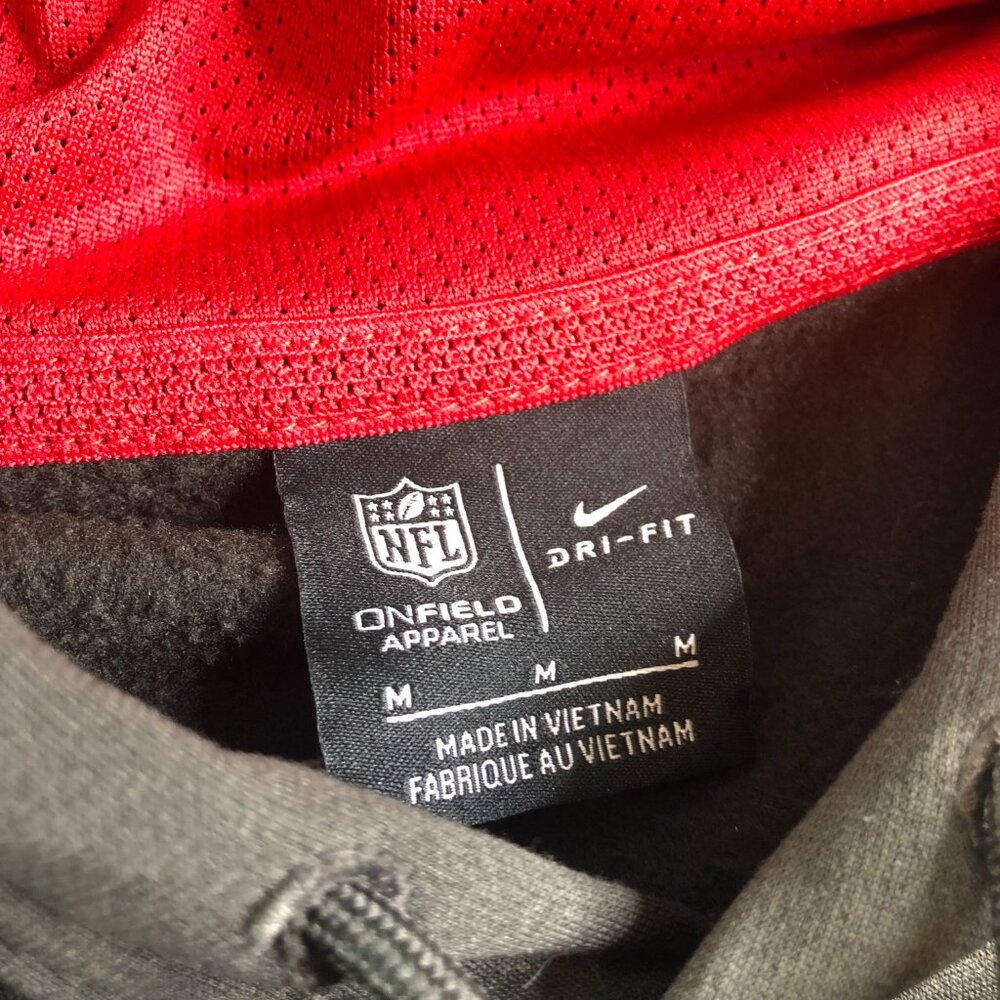 NFL
ONFIELD
APPAREL
DRI-FIT
M M M
MADE IN VIETNAM
FABRIQUE AU VIETNAM